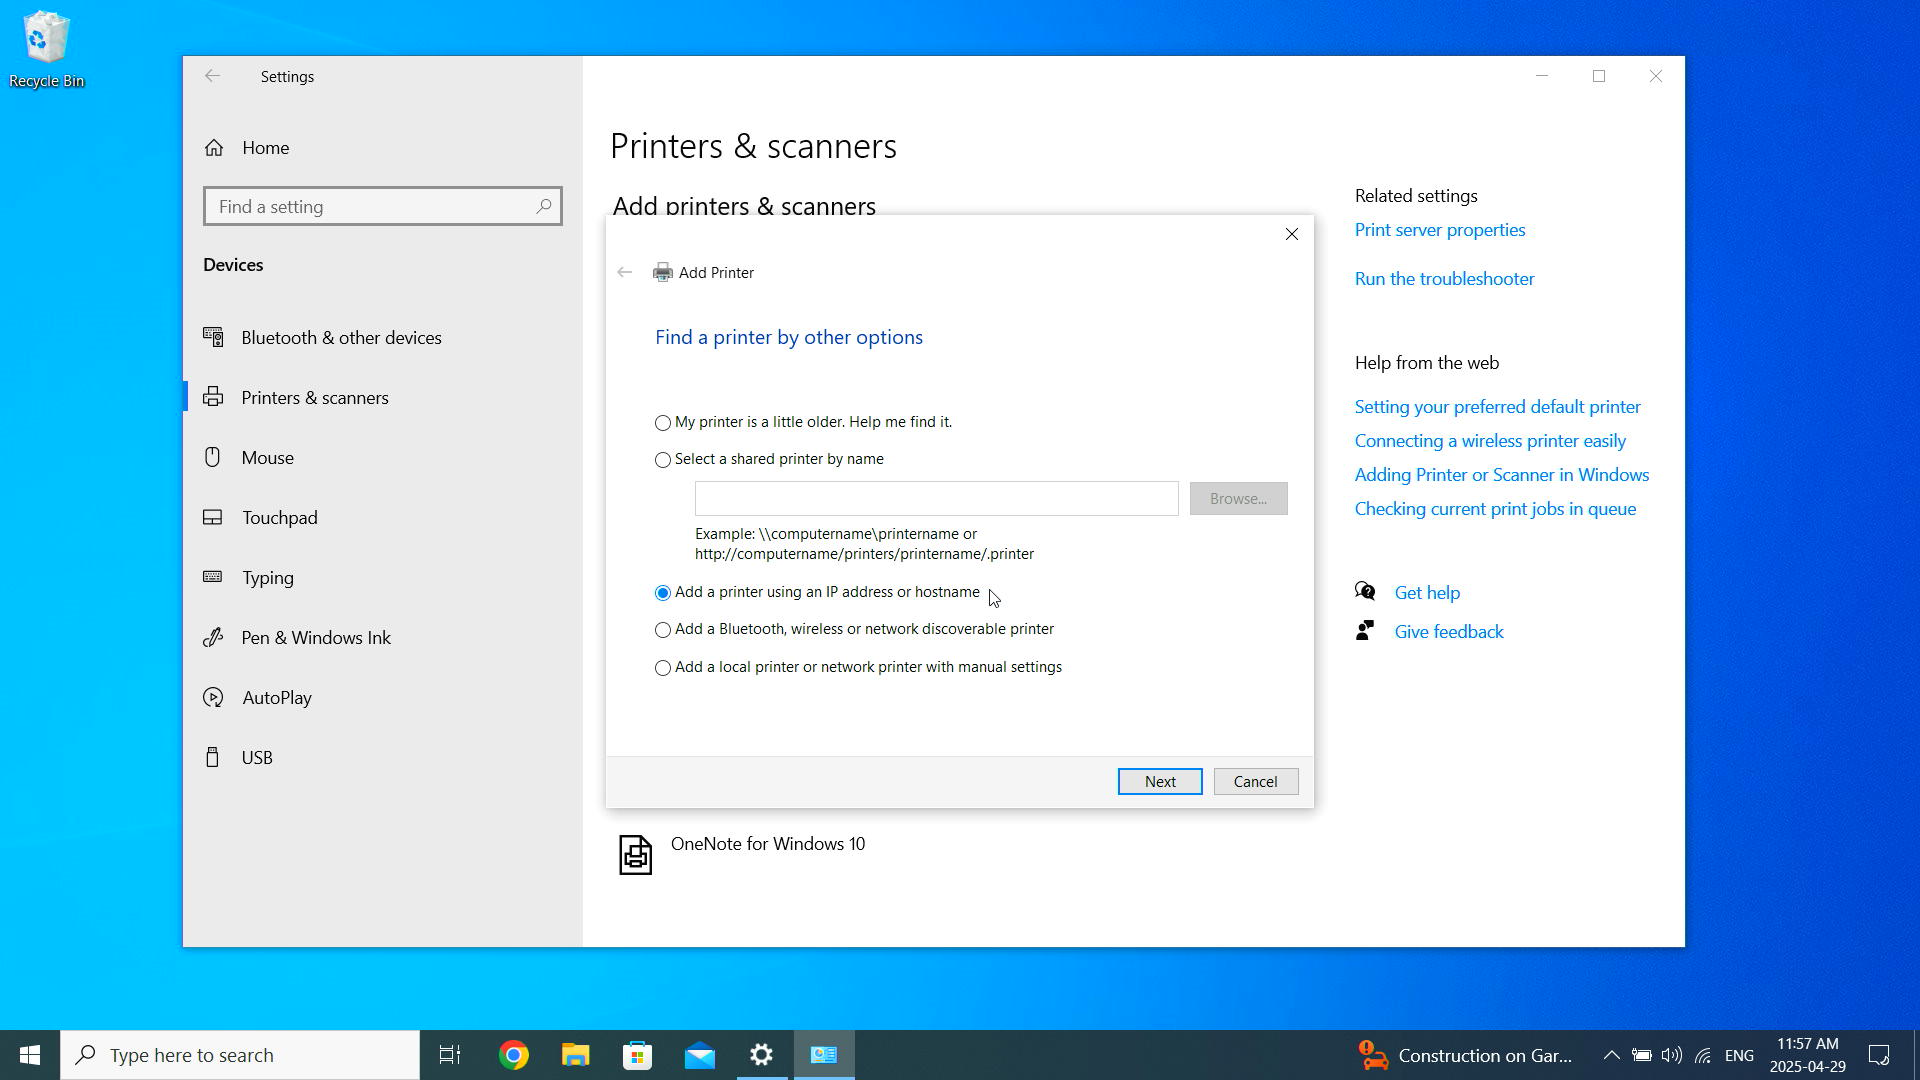 Recycle Bin
Settings
Home
Find a setting
Devices
Bluetooth & other devices
Printers & scanners
Mouse
Touchpad
Typing
Pen & Windows Ink
AutoPlay
USB
Printers & scanners
Add printers & scanners
Add Printer
Find a printer by other options
My printer is a little older. Help me find it.
Select a shared printer by name
Browse...
Example: \\computername\printername or
http://computername/printers/printername/.printer
Add a printer using an IP address or hostname
Add a Bluetooth, wireless or network discoverable printer
Add a local printer or network printer with manual settings
Next
Cancel
OneNote for Windows 10
Related settings
Print server properties
Run the troubleshooter
Help from the web
Setting your preferred default printer
Connecting a wireless printer easily
Adding Printer or Scanner in Windows
Checking current print jobs in queue
Get help
Give feedback
Type here to search
Construction on Gar...
ENG
11:57 AM
2025-04-29